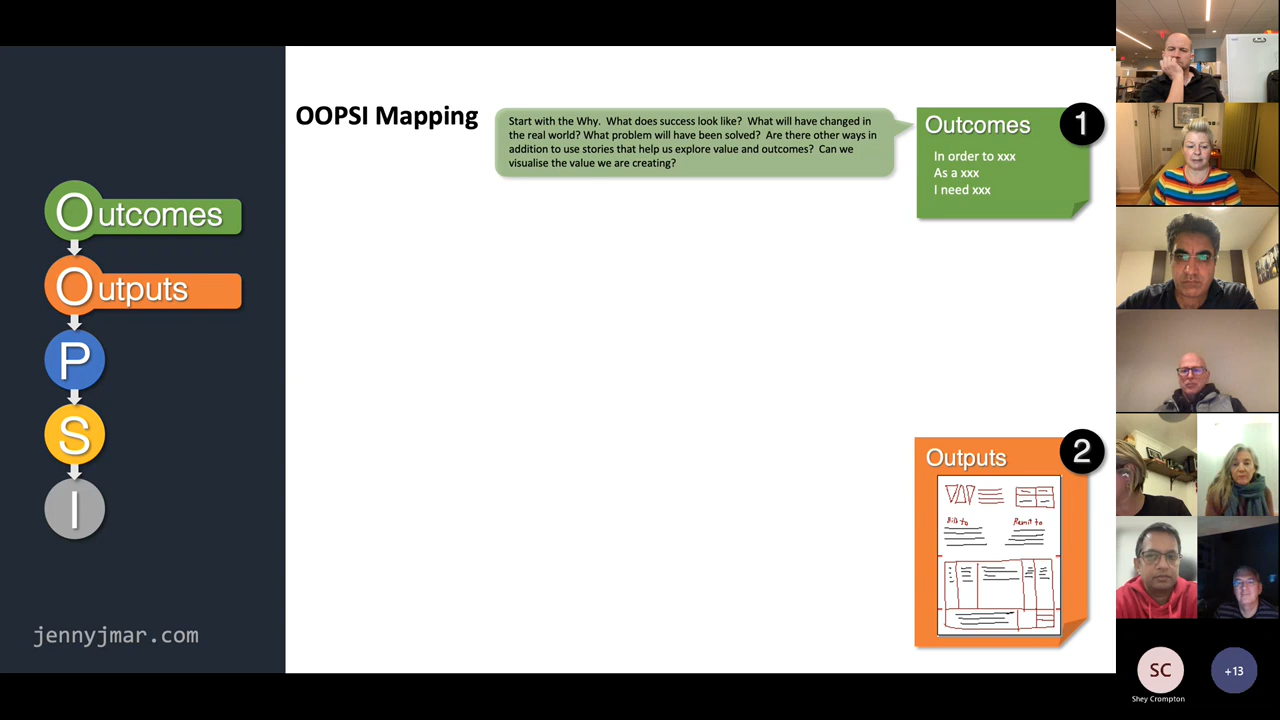 OOPSI Mapping
Start with the Why. What does success look like? What will have changed in
the real world? What problem will have been solved? Are there other ways in
addition to use stories that help us explore value and outcomes? Can we
visualise the value we are creating?
Outcomes
1
In order to xxx
As a xxx
I need xxx
Outcomes
Outputs
P
S
I
Outputs
2
Bill to
Remit to
jennyjmar.com
SC
Shey Crompton
+13